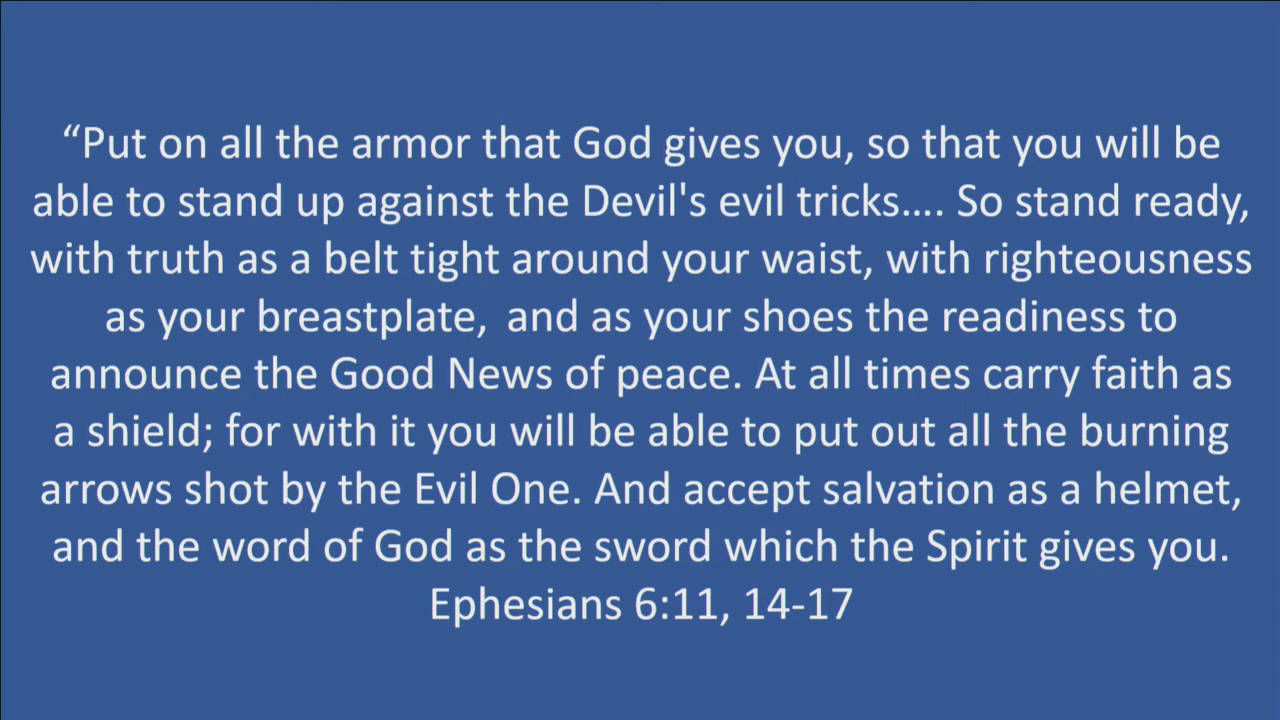 “Put on all the armor that God gives you, so that you will be
able to stand up against the Devil's evil tricks.... So stand ready,
with truth as a belt tight around your waist, with righteousness
as your breastplate,  and as your shoes the readiness to
announce the Good News of peace. At all times carry faith as
a shield; for with it you will be able to put out all the burning
arrows shot by the Evil One. And accept salvation as a helmet,
and the word of God as the sword which the Spirit gives you.
Ephesians 6:11, 14-17